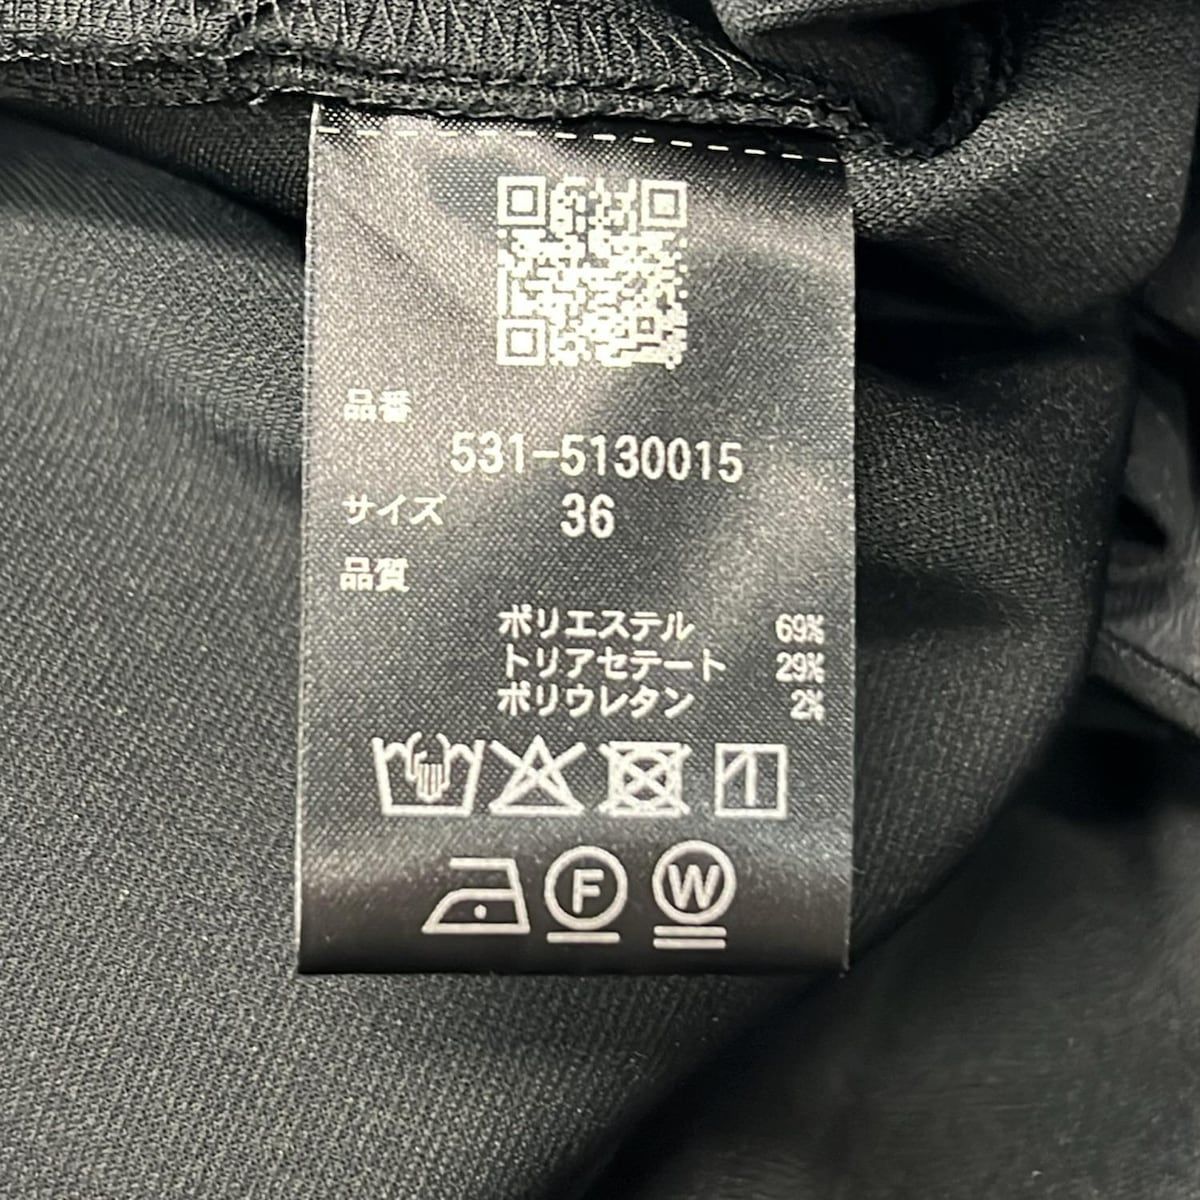 品番
531-5130015
サイズ 36
品質
ポリエステル 69%
トリアセテート 29%
ポリウレタン 2%
F W